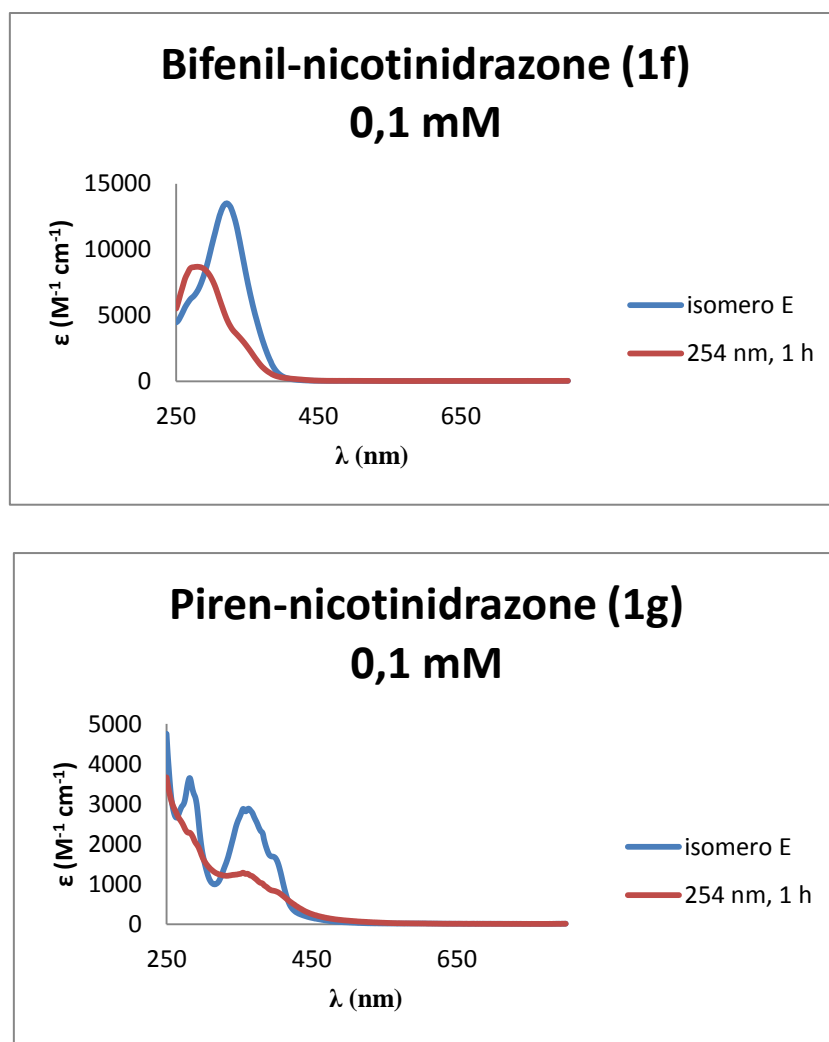 Bifenil-nicotinidrazone (1f)
0,1 mM
15000
10000
5000
0
ε (M-1 cm-1)
250
450
650
λ (nm)
isomero E
254 nm, 1 h
Piren-nicotinidrazone (1g)
0,1 mM
5000
4000
3000
2000
1000
0
ε (M-1 cm-1)
250
450
650
λ (nm)
isomero E
254 nm, 1 h